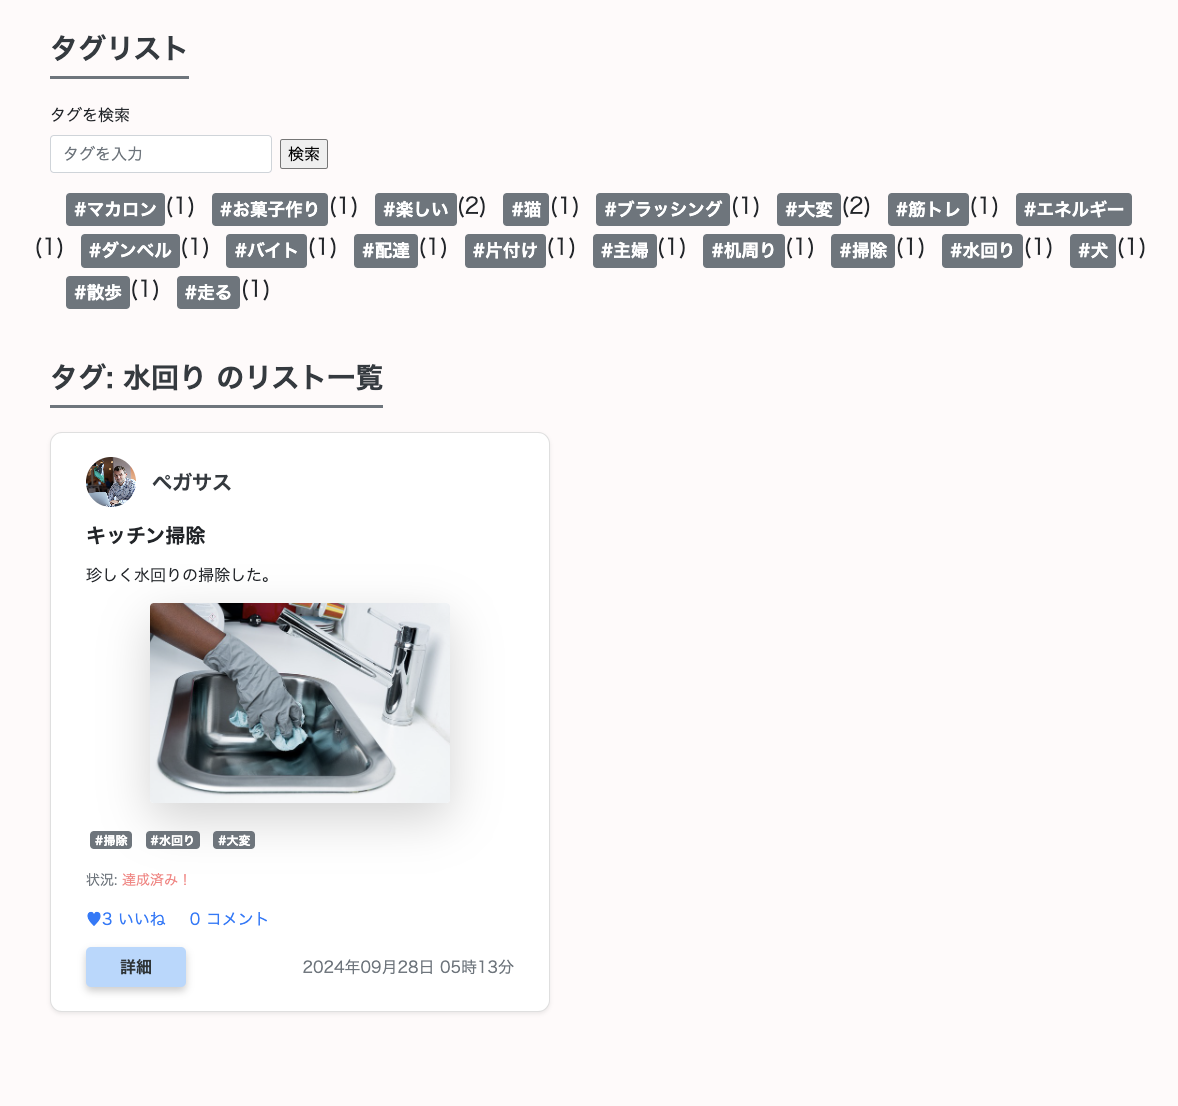 タグリスト
タグを検索
タグを入力 検索
#マカロン(1) #お菓子作り(1) #楽しい(2) #猫(1) #ブラッシング(1) #大変(2) #筋トレ(1) #エネルギー
(1) #ダンベル(1) #バイト(1) #配達(1) #片付け(1) #主婦(1) #机周り(1) #掃除(1) #水回り(1) #犬(1)
#散歩(1) #走る(1)
タグ: 水回り のリスト一覧
ペガサス
キッチン掃除
珍しく水回りの掃除した。
#掃除 #水回り #大変
状況: 達成済み！
♥3 いいね 0 コメント
詳細 2024年09月28日 05時13分